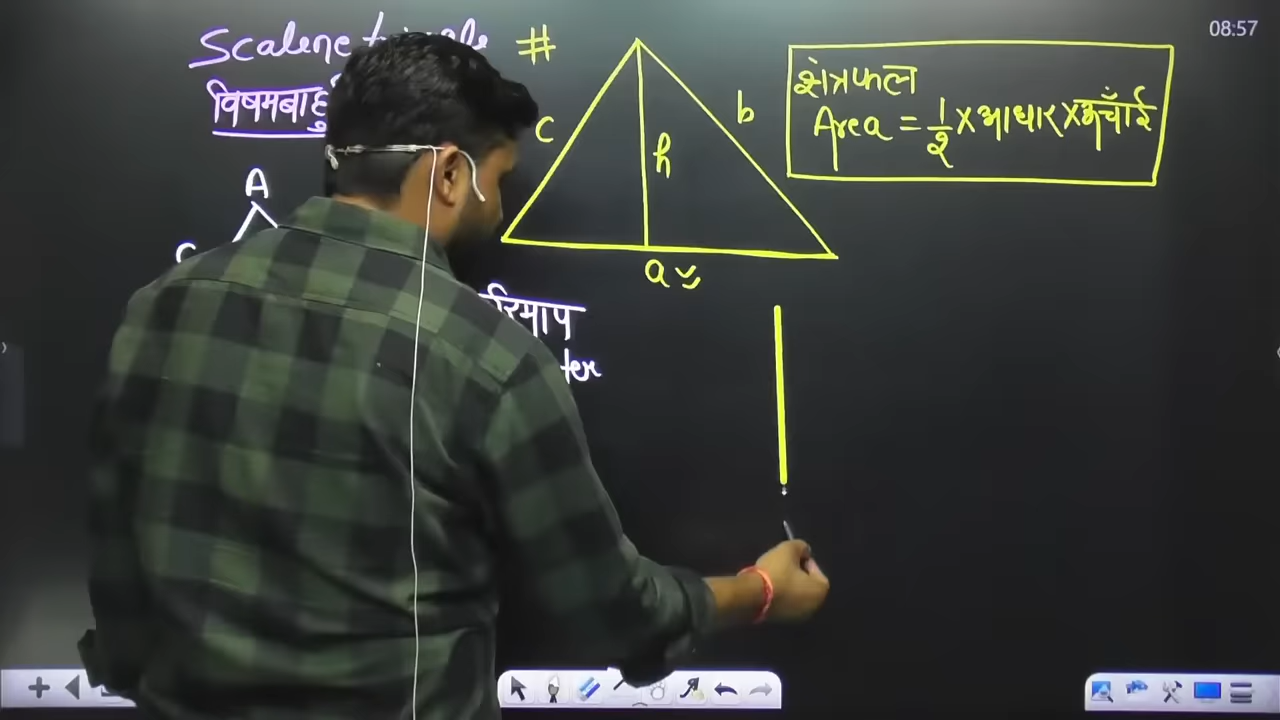 Scalene
#
विषमबाहु
A
c
b
h
a
क्षेत्रफल
Area = 1/2 × आधार × ऊँचाई
08:57